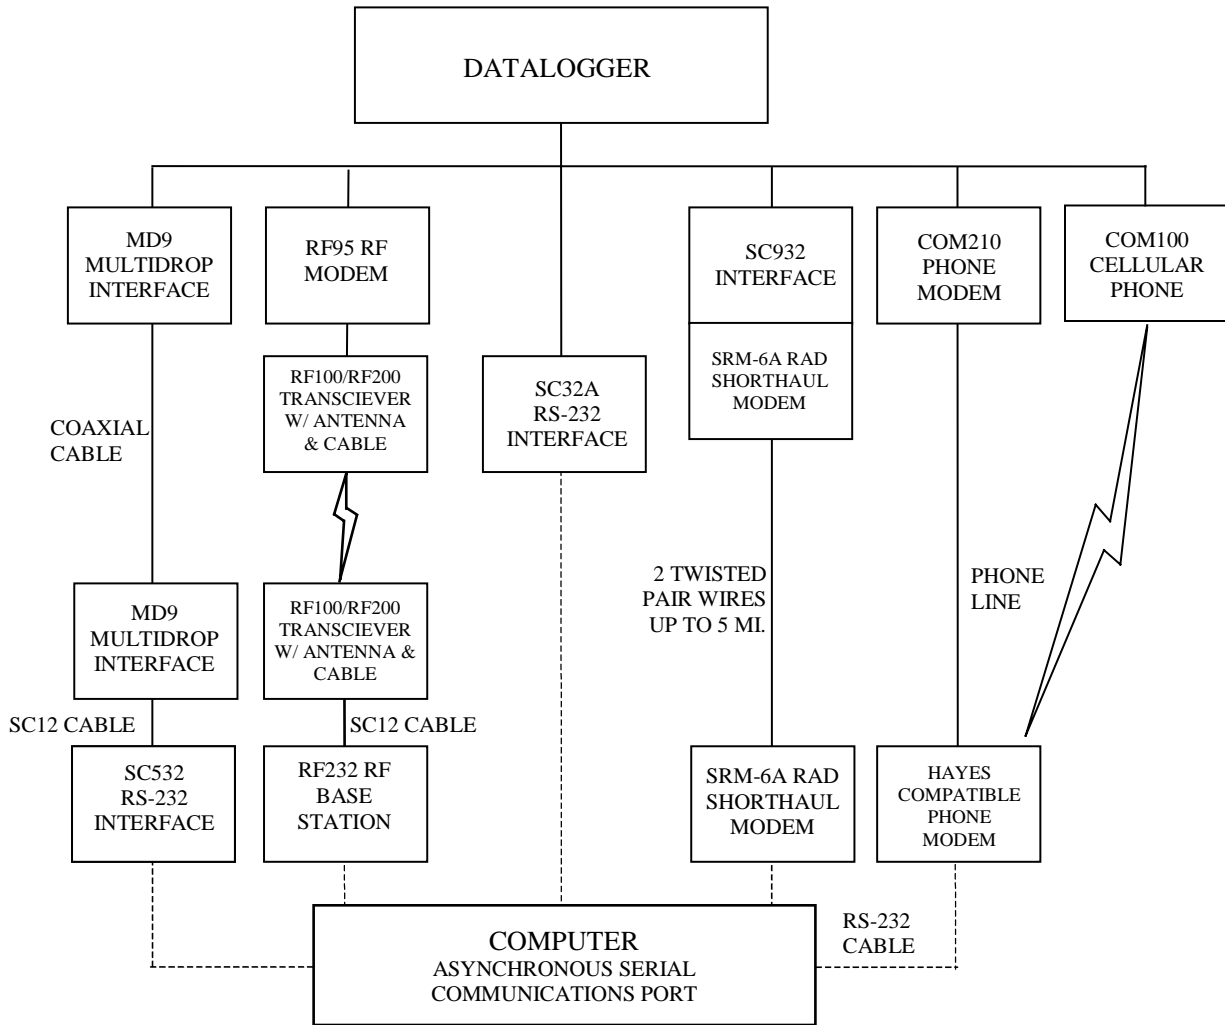 DATALOGGER
MD9
MULTIDROP
INTERFACE
RF95 RF
MODEM
SC932
INTERFACE
COM210
PHONE
MODEM
COM100
CELLULAR
PHONE
RF100/RF200
TRANSCIEVER
W/ ANTENNA
& CABLE
SC32A
RS-232
INTERFACE
SRM-6A RAD
SHORTHAUL
MODEM
COAXIAL
CABLE
2 TWISTED
PAIR WIRES
UP TO 5 MI.
PHONE
LINE
MD9
MULTIDROP
INTERFACE
RF100/RF200
TRANSCIEVER
W/ ANTENNA &
CABLE
SC12 CABLE
SC12 CABLE
SC532
RS-232
INTERFACE
RF232 RF
BASE
STATION
SRM-6A RAD
SHORTHAUL
MODEM
HAYES
COMPATIBLE
PHONE
MODEM
COMPUTER
ASYNCHRONOUS SERIAL
COMMUNICATIONS PORT
RS-232
CABLE